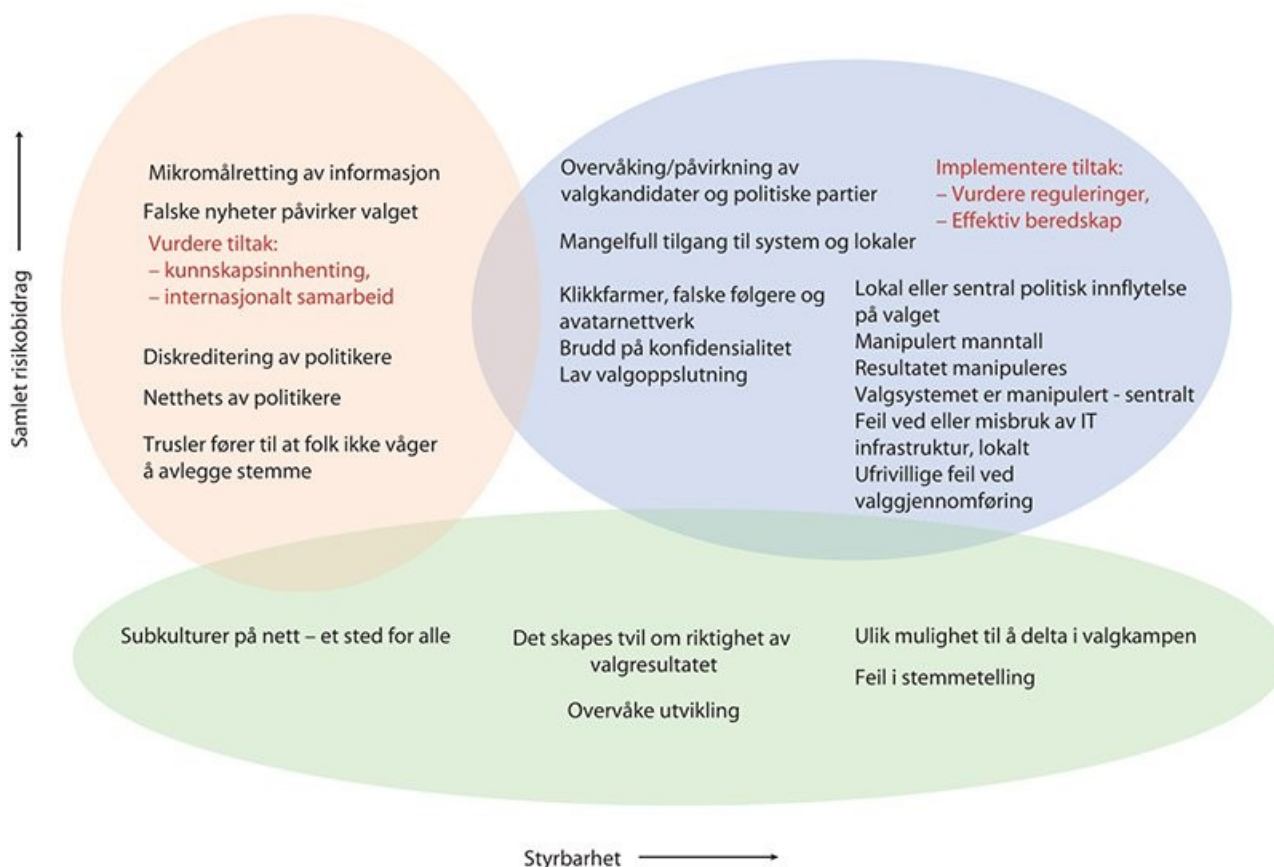 Samlet risikobidrag
Mikromålretting av informasjon
Falske nyheter påvirker valget
Vurdere tiltak:
– kunnskapsinnhenting,
– internasjonalt samarbeid
Diskreditering av politikere
Netthets av politikere
Trusler fører til at folk ikke våger
å avlegge stemme
Overvåking/påvirkning av
valgkandidater og politiske partier
Mangelfull tilgang til system og lokaler
Klikkfarmer, falske følgere og
avatarnettverk
Brudd på konfidensialitet
Lav valgoppslutning
Implementere tiltak:
– Vurdere reguleringer,
– Effektiv beredskap
Lokal eller sentral politisk innflytelse
på valget
Manipulert manntall
Resultatet manipuleres
Valgsystemet er manipulert - sentralt
Feil ved eller misbruk av IT
infrastruktur, lokalt
Ufrivillige feil ved
valggjennomføring
Subkulturer på nett – et sted for alle
Det skapes tvil om riktighet av
valgresultatet
Overvåke utvikling
Ulik mulighet til å delta i valgkampen
Feil i stemmetelling
Styrbarhet